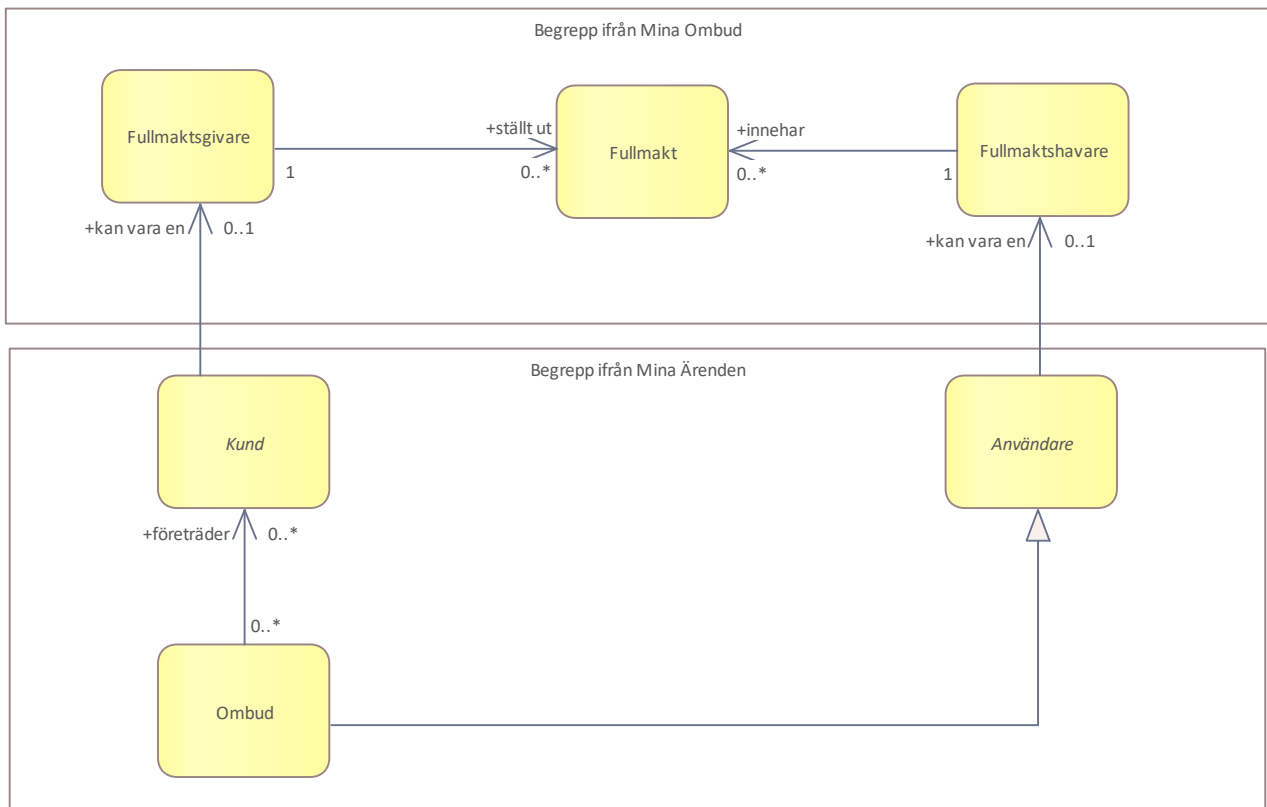 Begrepp ifrån Mina Ombud
Fullmaktsgivare
+ställt ut
Fullmakt
+innehar
Fullmaktshavare
1
0..*
0..*
1
+kan vara en
0..1
+kan vara en
0..1
Begrepp ifrån Mina Ärenden
Kund
Användare
+företräder
0..*
0..*
Ombud